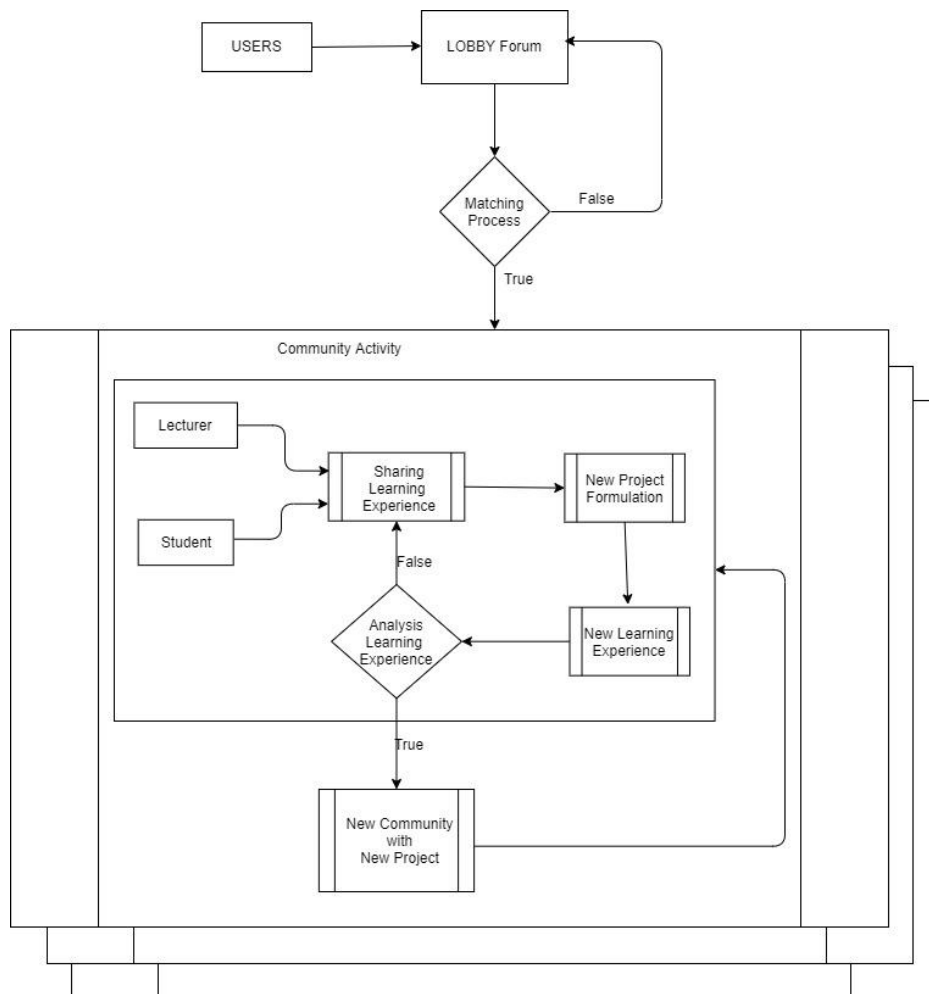 USERS
LOBBY Forum
Matching
Process
False
True
Community Activity
Lecturer
Sharing
Learning
Experience
New Project
Formulation
Student
False
Analysis
Learning
Experience
New Learning
Experience
True
New Community
with
New Project